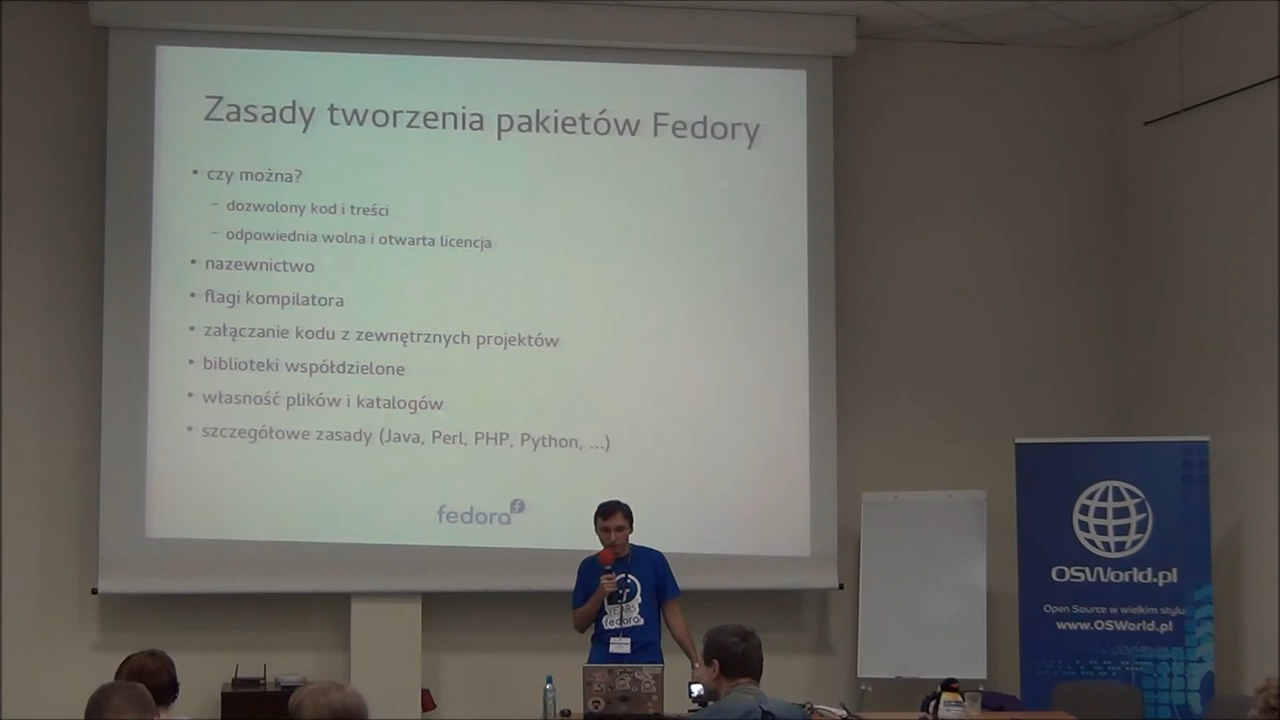 Zasady tworzenia pakietów Fedory
• czy można?
– dozwolony kod i treści
– odpowiednia wolna i otwarta licencja
• nazewnictwo
• flagi kompilatora
• załączanie kodu z zewnętrznych projektów
• biblioteki współdzielone
• własność plików i katalogów
• szczegółowe zasady (Java, Perl, PHP, Python, ...)
fedora
YEARS
fedora
OSWorld.pl
Open Source w wielkim stylu
www.OSWorld.pl